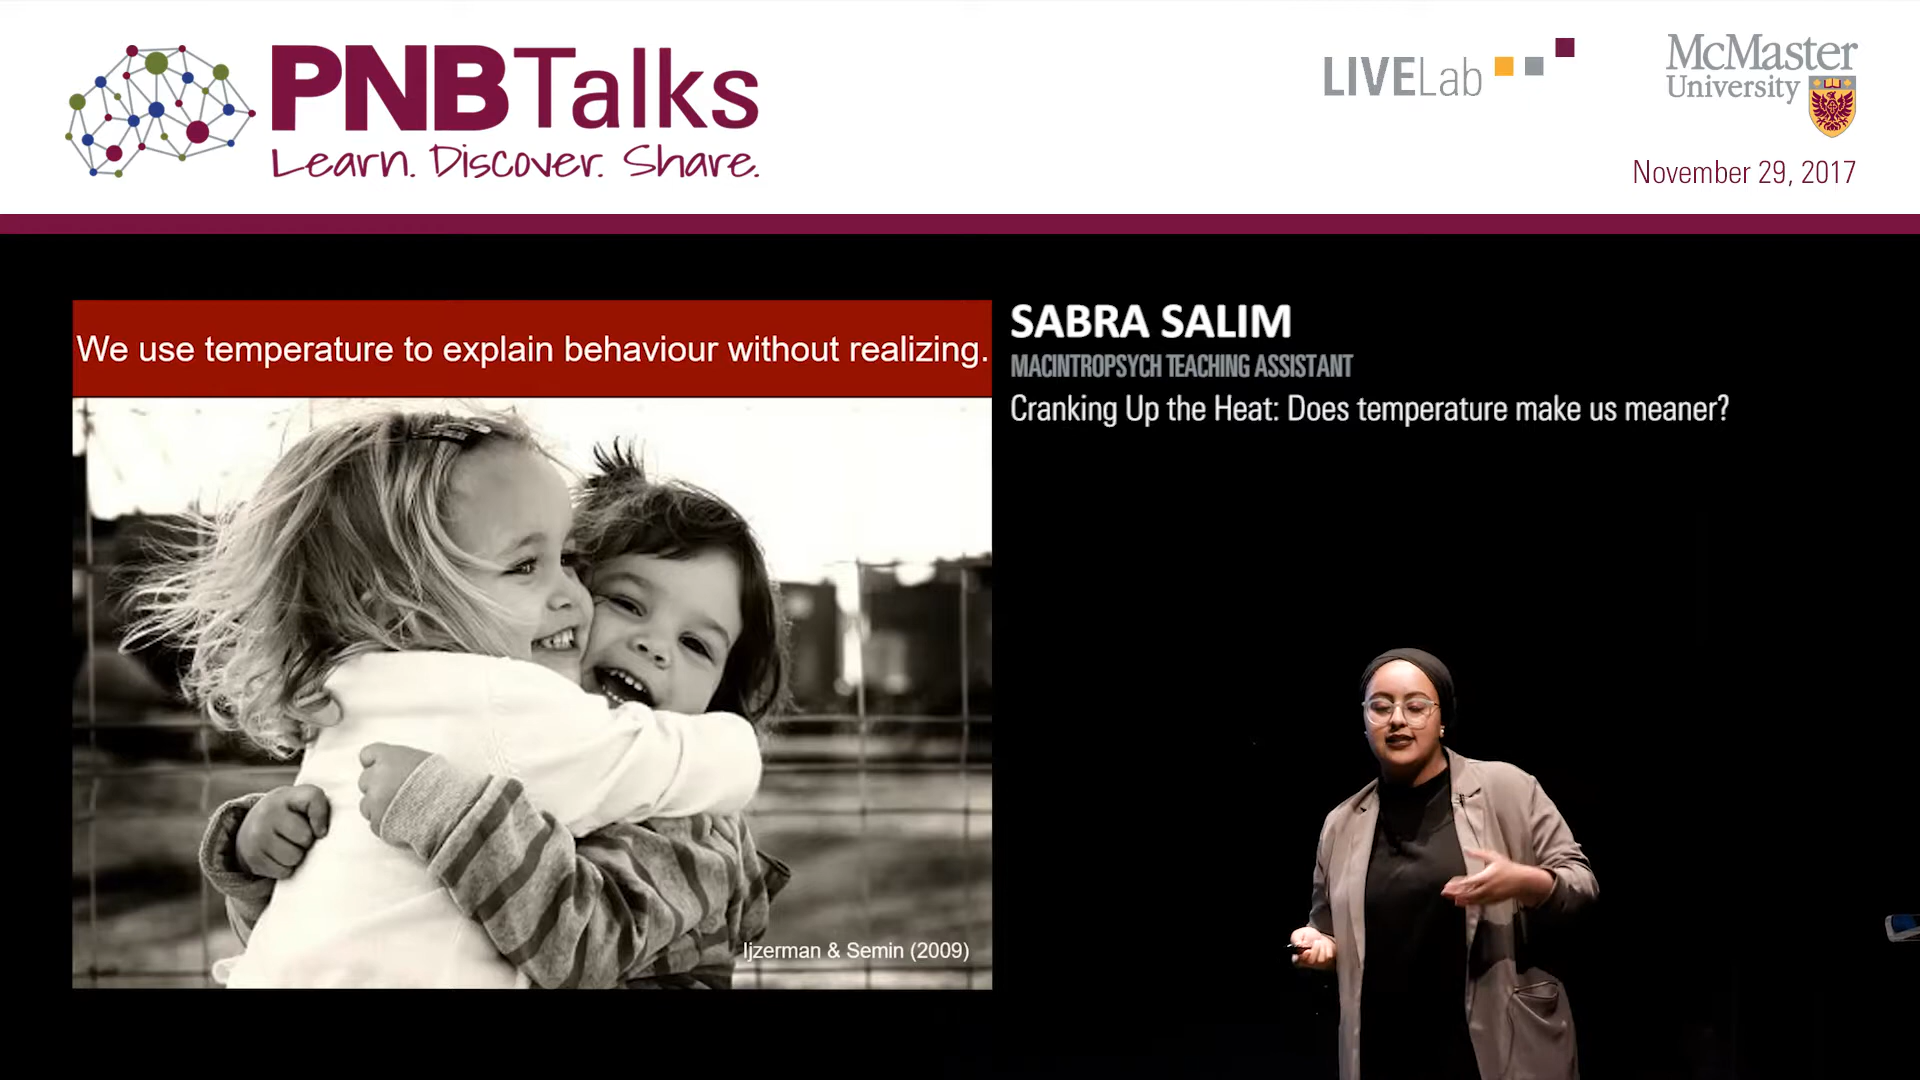 PNBTalks
Learn. Discover. Share.
LIVELab
McMaster
University
November 29, 2017
We use temperature to explain behaviour without realizing.
Ijzerman & Semin (2009)
SABRA SALIM
MACINTROPSYCH TEACHING ASSISTANT
Cranking Up the Heat: Does temperature make us meaner?